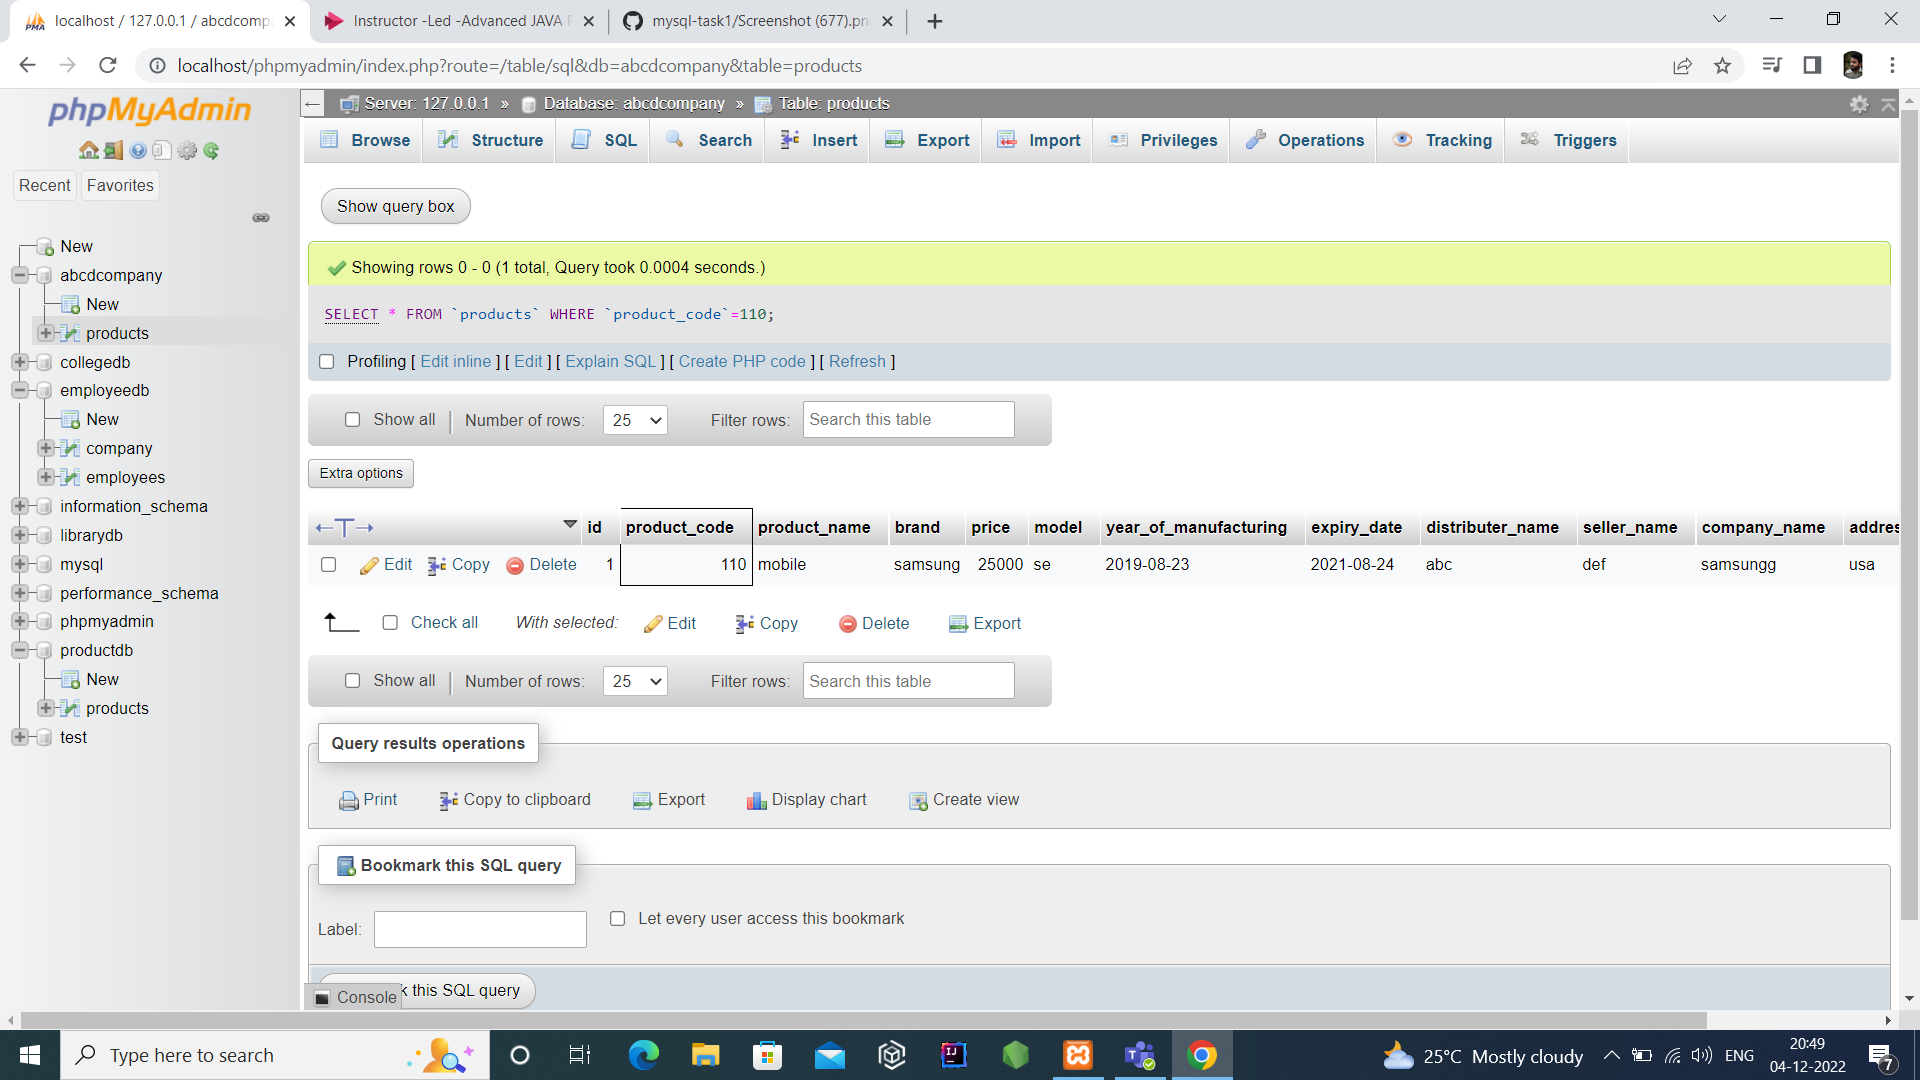 localhost / 127.0.0.1 / abcdcomp
Instructor -Led -Advanced JAVA P
mysql-task1/Screenshot (677).pn
localhost/phpmyadmin/index.php?route=/table/sql&db=abcdcompany&table=products
phpMyAdmin
Recent Favorites
New
abcdcompany
New
products
collegedb
employeedb
New
company
employees
information_schema
librarydb
mysql
performance_schema
phpmyadmin
productdb
New
products
test
Server: 127.0.0.1 » Database: abcdcompany » Table: products
Browse Structure SQL Search Insert Export Import Privileges Operations Tracking Triggers
Show query box
Showing rows 0 - 0 (1 total, Query took 0.0004 seconds.)
SELECT * FROM `products` WHERE `product_code`=110;
Profiling [ Edit inline ] [ Edit ] [ Explain SQL ] [ Create PHP code ] [ Refresh ]
Show all Number of rows: 25 Filter rows: Search this table
Extra options
←T→ id product_code product_name brand price model year_of_manufacturing expiry_date distributer_name seller_name company_name addres
Edit Copy Delete 1 110 mobile samsung 25000 se 2019-08-23 2021-08-24 abc def samsungg usa
Check all With selected: Edit Copy Delete Export
Show all Number of rows: 25 Filter rows: Search this table
Query results operations
Print Copy to clipboard Export Display chart Create view
Bookmark this SQL query
Label: Let every user access this bookmark
Console k this SQL query
Type here to search
25°C Mostly cloudy
ENG
20:49
04-12-2022
7